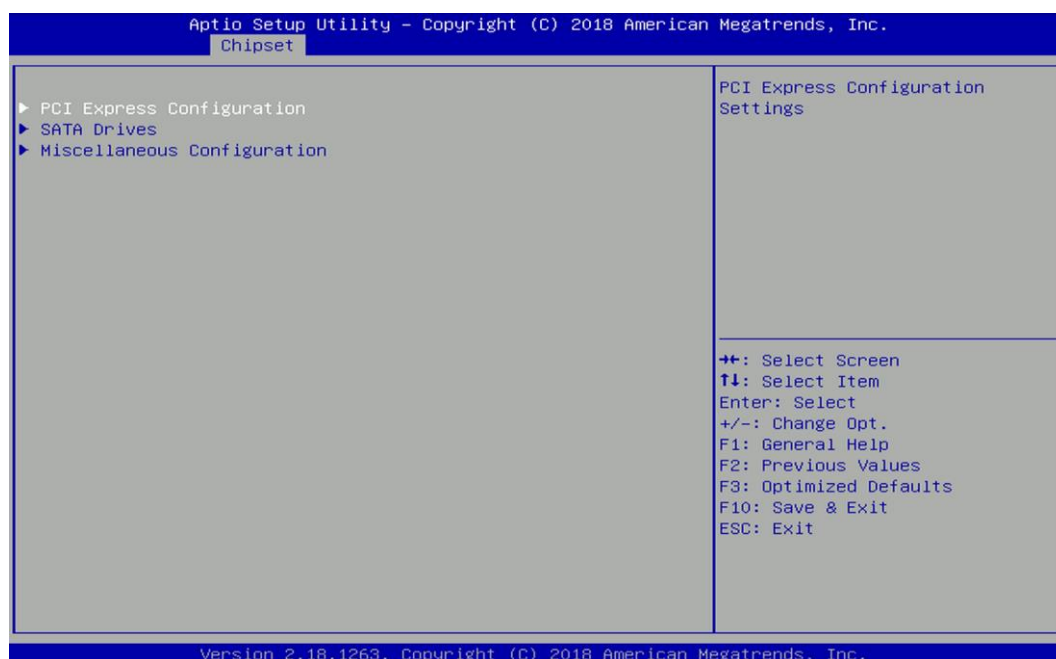 Aptio Setup Utility – Copyright (C) 2018 American Megatrends, Inc.
Chipset
▶ PCI Express Configuration
▶ SATA Drives
▶ Miscellaneous Configuration
PCI Express Configuration
Settings
→←: Select Screen
↑↓: Select Item
Enter: Select
+/-: Change Opt.
F1: General Help
F2: Previous Values
F3: Optimized Defaults
F10: Save & Exit
ESC: Exit
Version 2.18.1263. Copyright (C) 2018 American Megatrends, Inc.